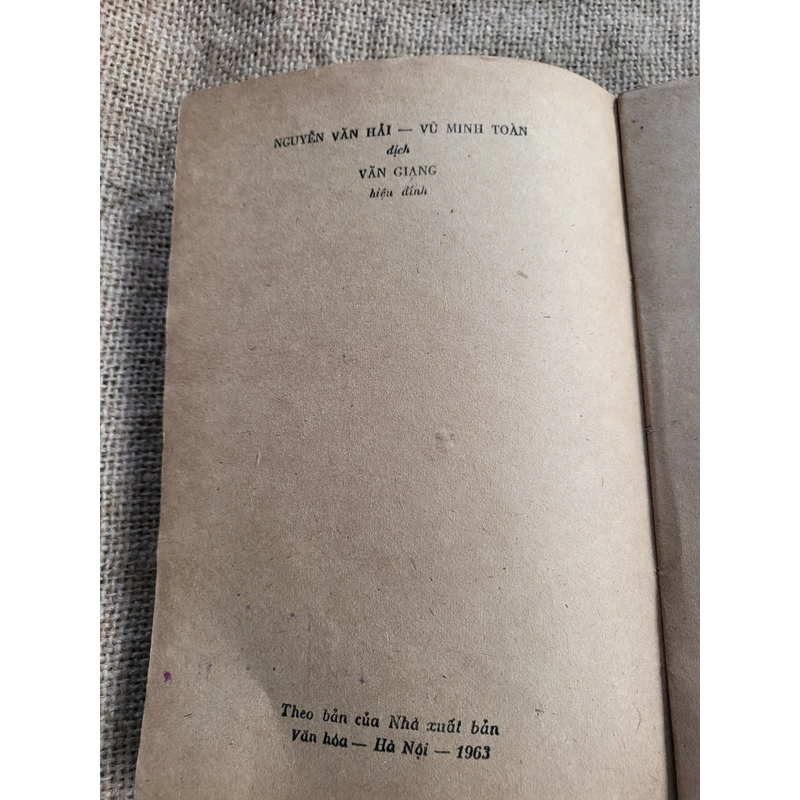 NGUYỄN VĂN HẢI — VŨ MINH TOÀN
dịch
VĂN GIANG
hiệu đính
Theo bản của Nhà xuất bản
Văn hóa — Hà Nội — 1963